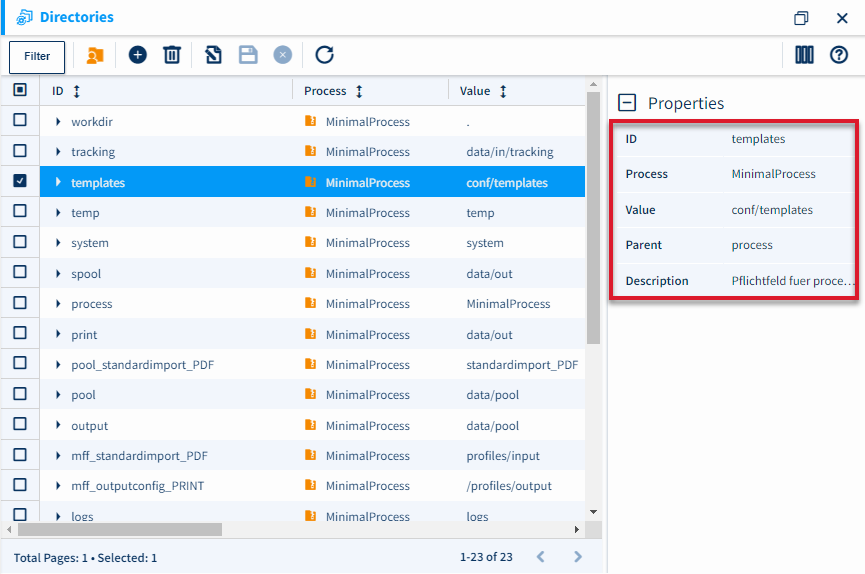 Directories
Filter
ID Process Value
workdir MinimalProcess .
tracking MinimalProcess data/in/tracking
templates MinimalProcess conf/templates
temp MinimalProcess temp
system MinimalProcess system
spool MinimalProcess data/out
process MinimalProcess MinimalProcess
print MinimalProcess data/out
pool_standardimport_PDF MinimalProcess standardimport_PDF
pool MinimalProcess data/pool
output MinimalProcess data/pool
mff_standardimport_PDF MinimalProcess profiles/input
mff_outputconfig_PRINT MinimalProcess /profiles/output
logs MinimalProcess logs
Total Pages: 1 • Selected: 1 1-23 of 23
Properties
ID templates
Process MinimalProcess
Value conf/templates
Parent process
Description Pflichtfeld fuer proce...